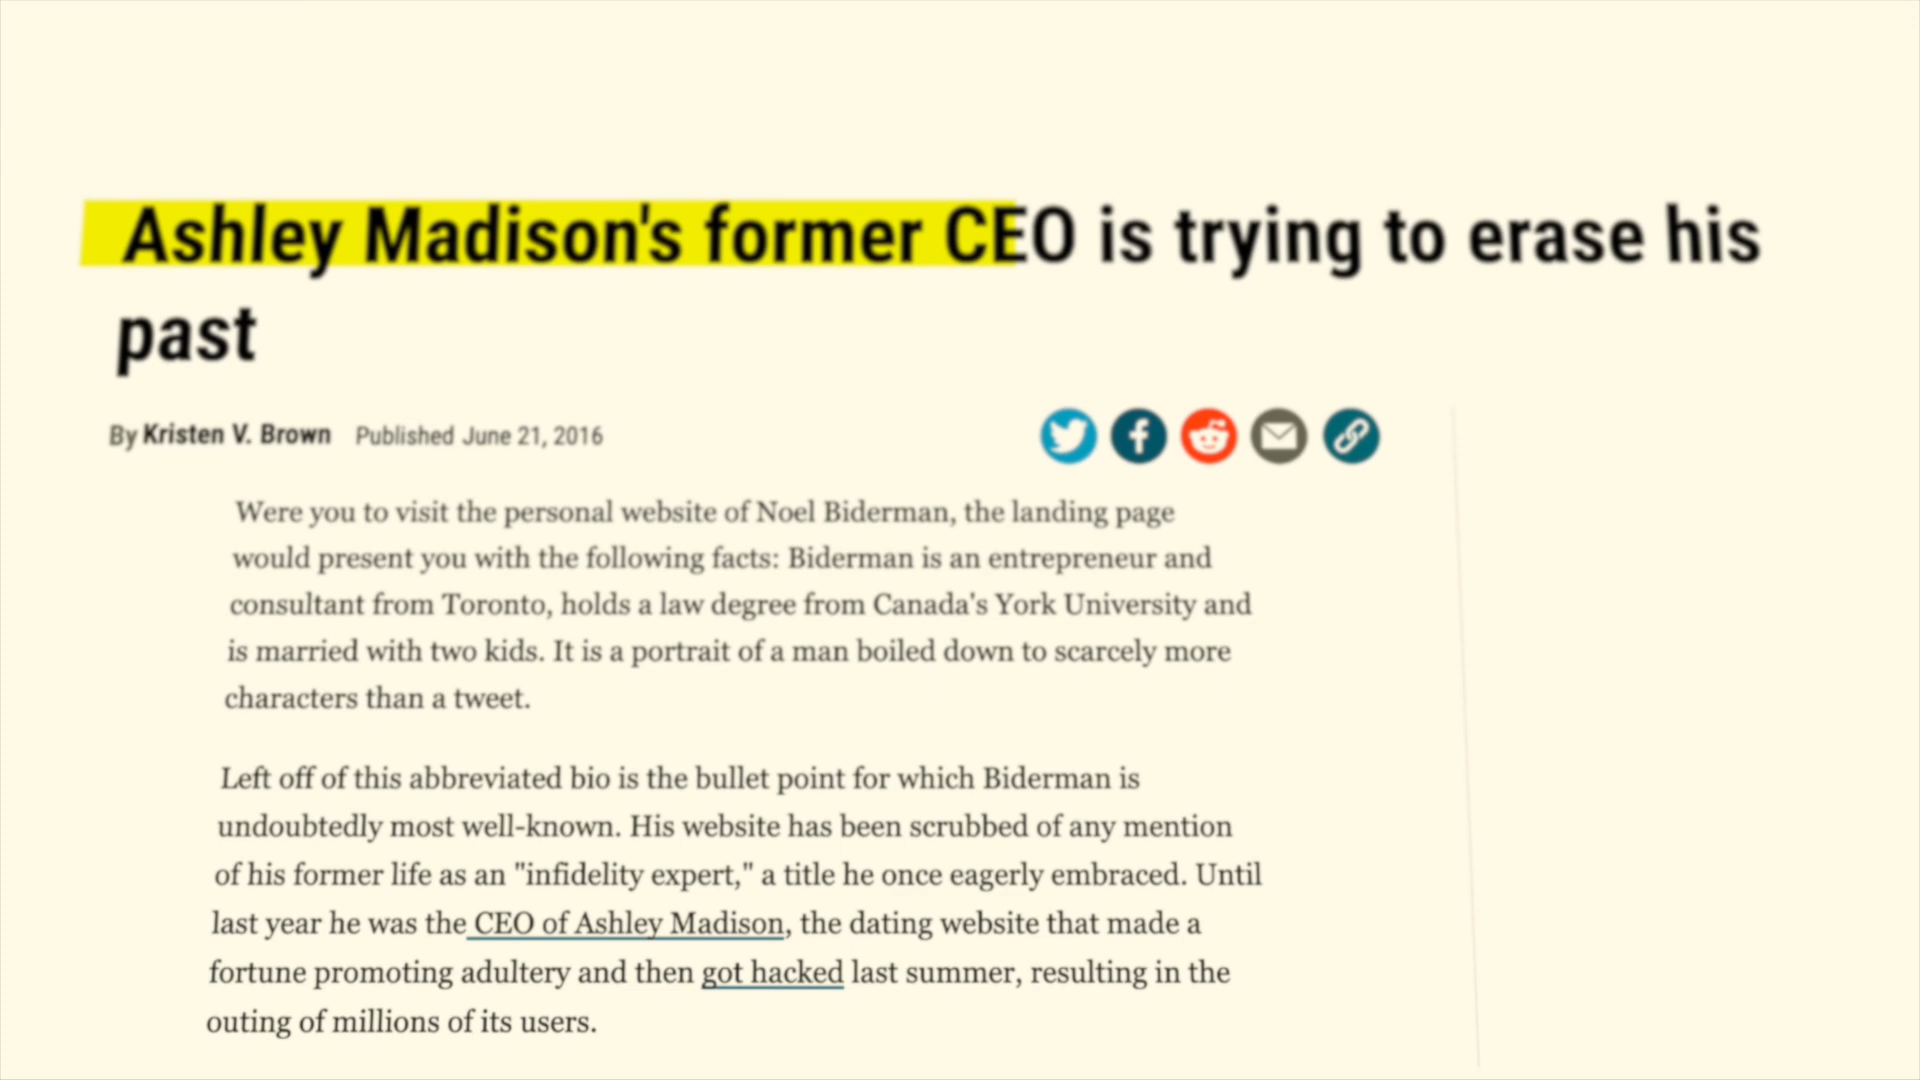 Ashley Madison's former CEO is trying to erase his
past
By Kristen V. Brown Published June 21, 2016
Were you to visit the personal website of Noel Biderman, the landing page
would present you with the following facts: Biderman is an entrepreneur and
consultant from Toronto, holds a law degree from Canada's York University and
is married with two kids. It is a portrait of a man boiled down to scarcely more
characters than a tweet.
Left off of this abbreviated bio is the bullet point for which Biderman is
undoubtedly most well-known. His website has been scrubbed of any mention
of his former life as an "infidelity expert," a title he once eagerly embraced. Until
last year he was the CEO of Ashley Madison, the dating website that made a
fortune promoting adultery and then got hacked last summer, resulting in the
outing of millions of its users.